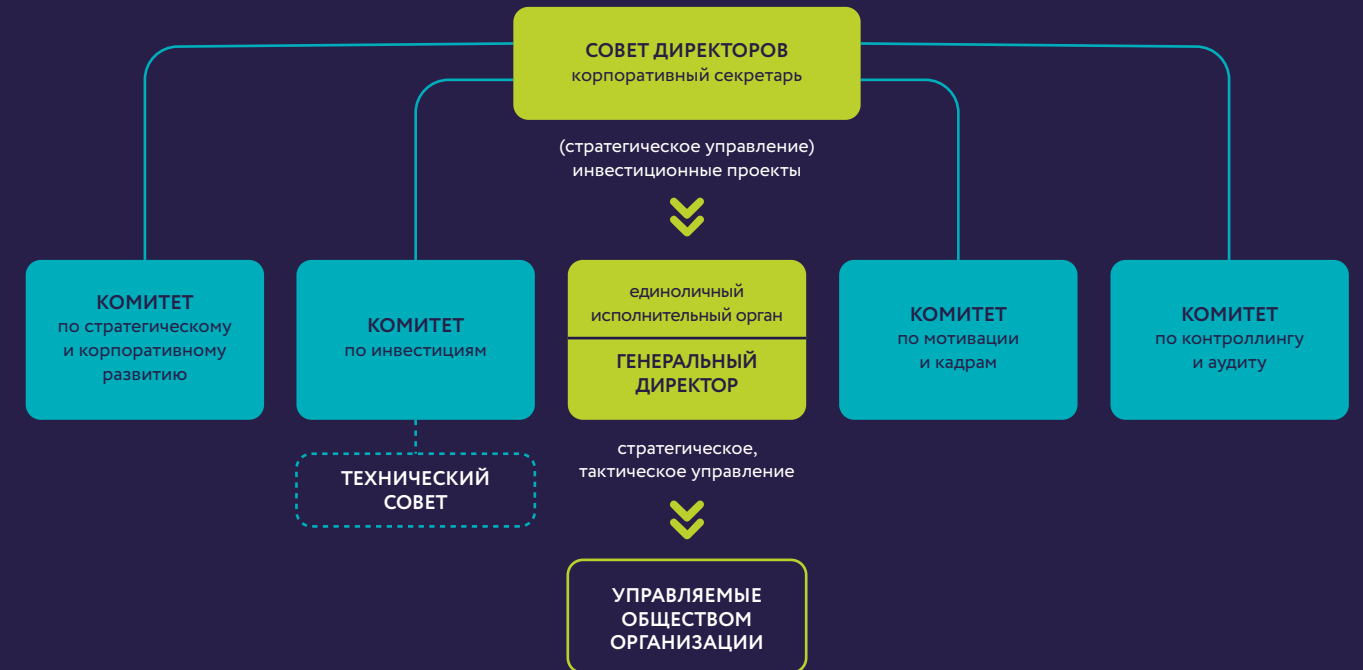 СОВЕТ ДИРЕКТОРОВ
корпоративный секретарь
(стратегическое управление)
инвестиционные проекты
КОМИТЕТ
по стратегическому
и корпоративному
развитию
КОМИТЕТ
по инвестициям
единоличный
исполнительный орган
ГЕНЕРАЛЬНЫЙ
ДИРЕКТОР
КОМИТЕТ
по мотивации
и кадрам
КОМИТЕТ
по контроллингу
и аудиту
ТЕХНИЧЕСКИЙ
СОВЕТ
стратегическое,
тактическое управление
УПРАВЛЯЕМЫЕ
ОБЩЕСТВОМ
ОРГАНИЗАЦИИ